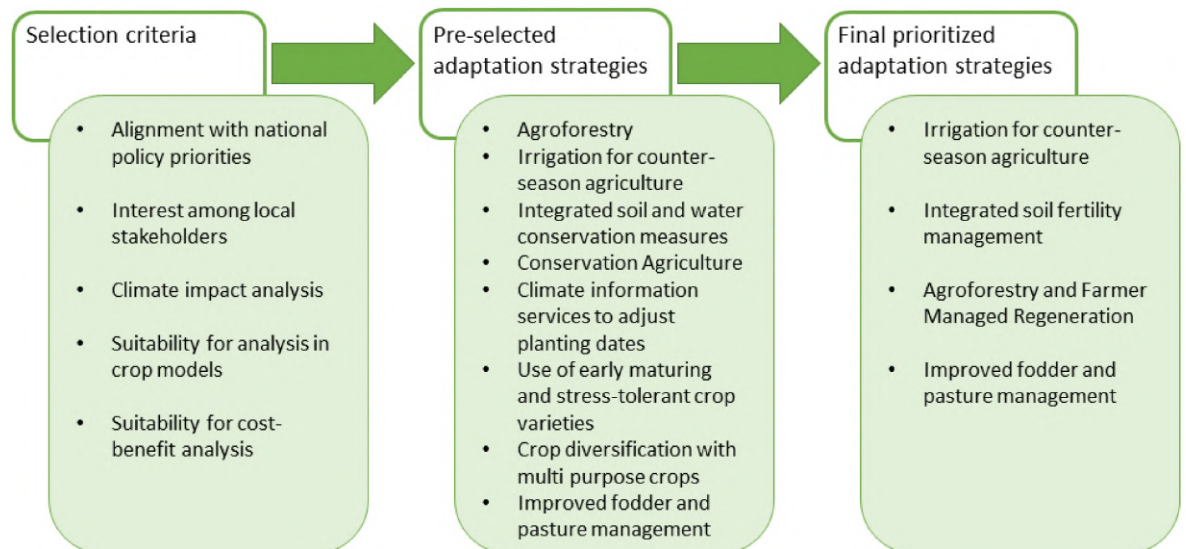 Selection criteria
• Alignment with national
policy priorities
• Interest among local
stakeholders
• Climate impact analysis
• Suitability for analysis in
crop models
• Suitability for cost-
benefit analysis
Pre-selected
adaptation strategies
• Agroforestry
• Irrigation for counter-
season agriculture
• Integrated soil and water
conservation measures
• Conservation Agriculture
• Climate information
services to adjust
planting dates
• Use of early maturing
and stress-tolerant crop
varieties
• Crop diversification with
multi purpose crops
• Improved fodder and
pasture management
Final prioritized
adaptation strategies
• Irrigation for counter-
season agriculture
• Integrated soil fertility
management
• Agroforestry and Farmer
Managed Regeneration
• Improved fodder and
pasture management